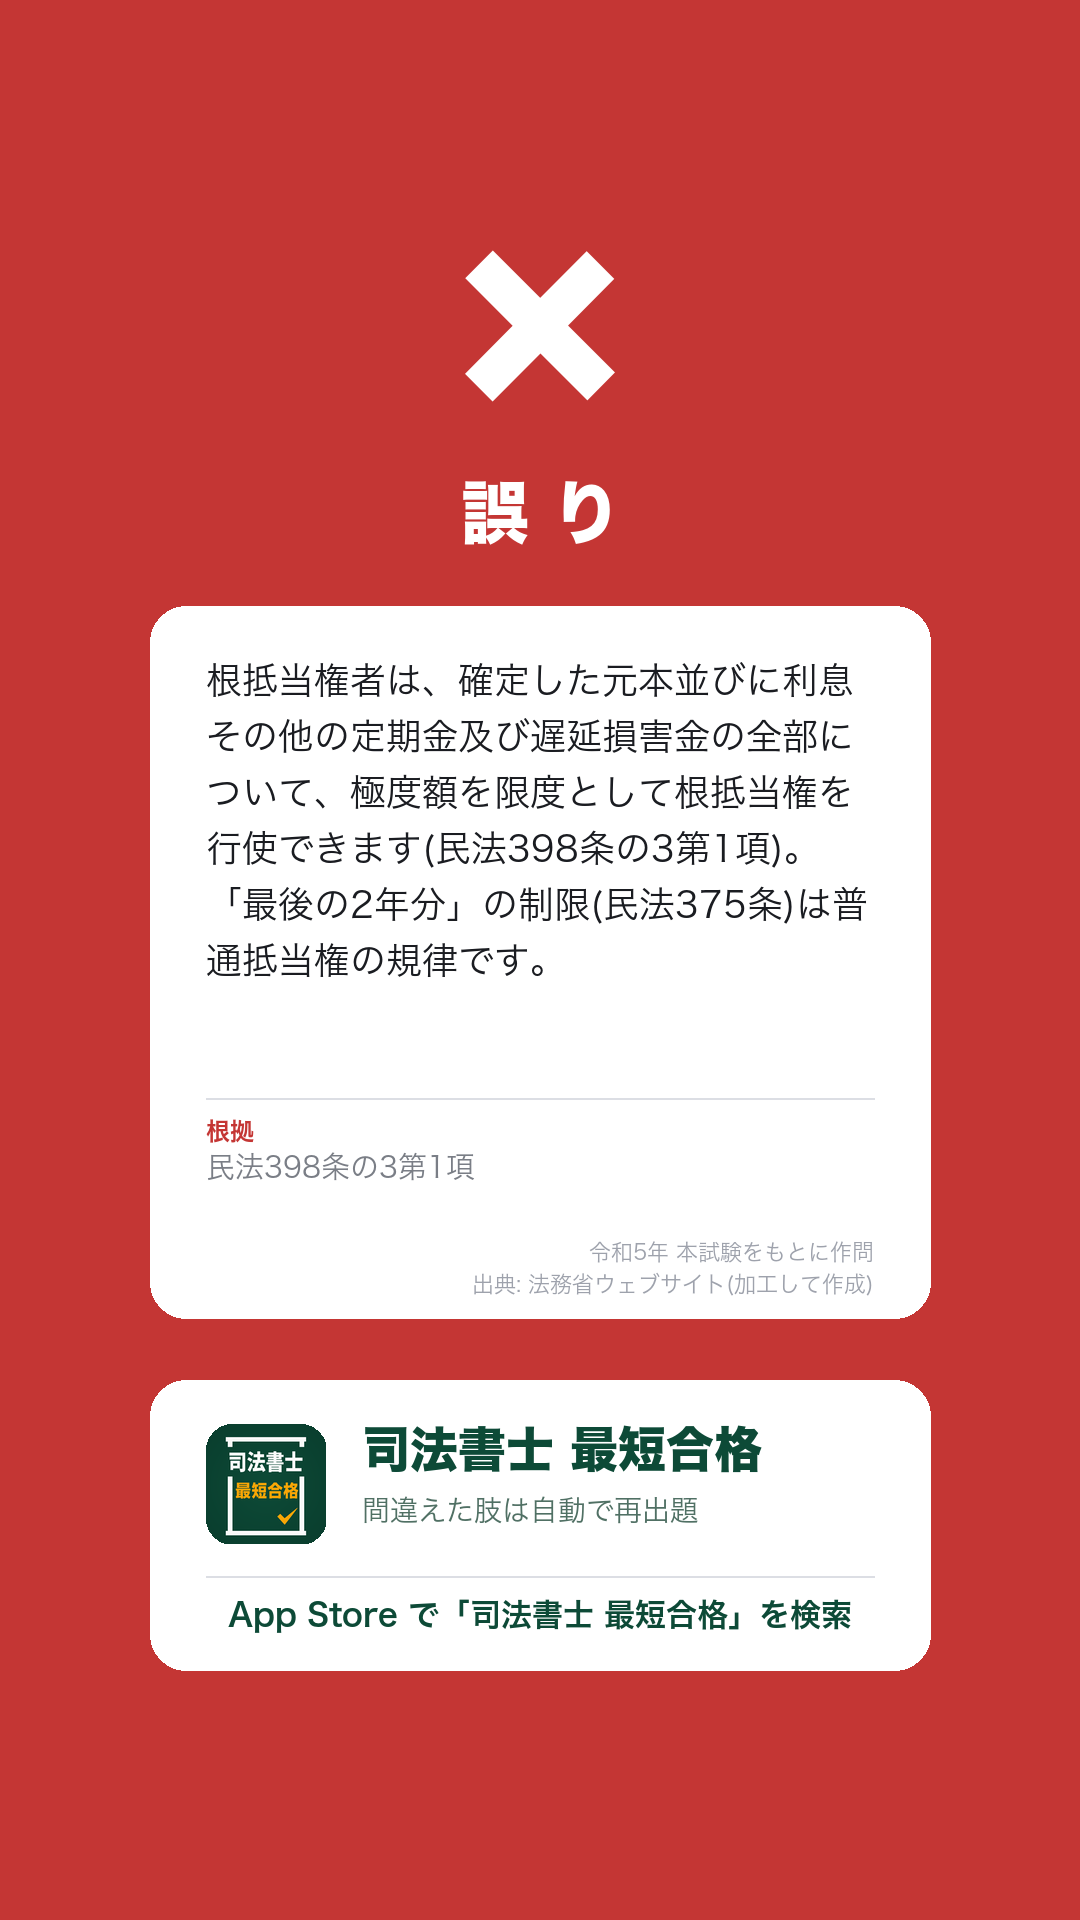 誤り
根抵当権者は、確定した元本並びに利息
その他の定期金及び遅延損害金の全部に
ついて、極度額を限度として根抵当権を
行使できます(民法398条の3第1項)。
「最後の2年分」の制限(民法375条)は普
通抵当権の規律です。
根拠
民法398条の3第1項
令和5年 本試験をもとに作問
出典: 法務省ウェブサイト(加工して作成)
司法書士
最短合格
司法書士 最短合格
間違えた肢は自動で再出題
App Store で「司法書士 最短合格」を検索